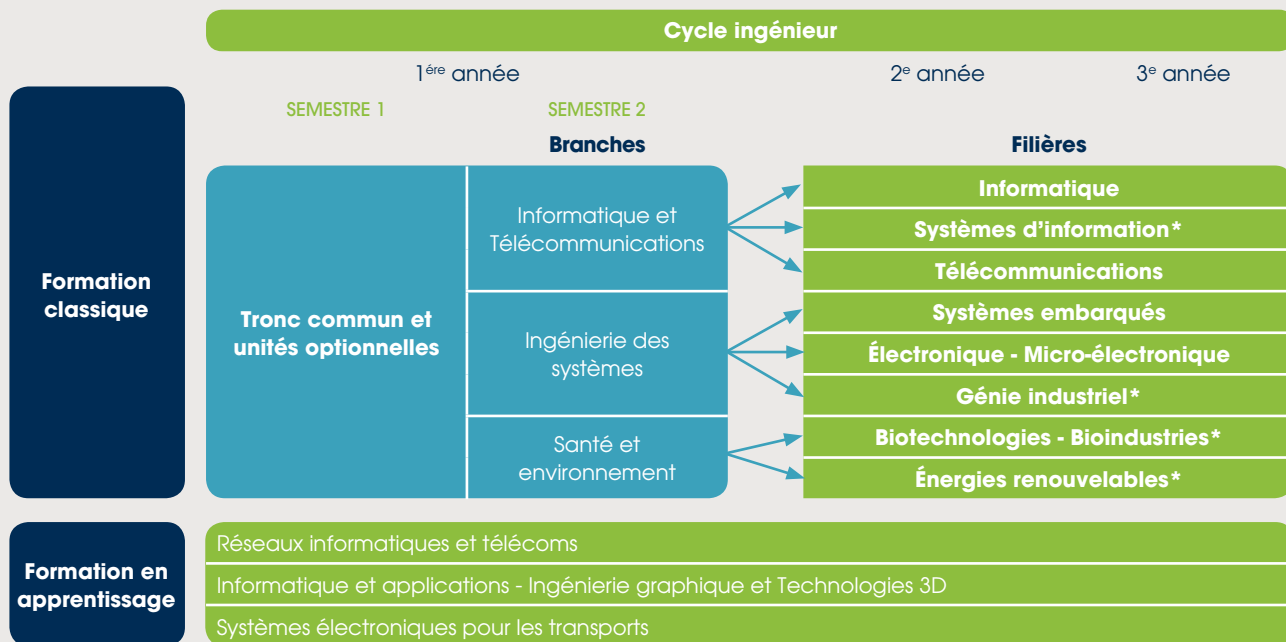 Cycle ingénieur
1ére année
2e année
3e année
SEMESTRE 1
SEMESTRE 2
Branches
Filières
Formation
classique
Tronc commun et
unités optionnelles
Informatique et
Télécommunications
Ingénierie des
systèmes
Santé et
environnement
Informatique
Systèmes d'information*
Télécommunications
Systèmes embarqués
Électronique - Micro-électronique
Génie industriel*
Biotechnologies - Bioindustries*
Énergies renouvelables*
Formation en
apprentissage
Réseaux informatiques et télécoms
Informatique et applications - Ingénierie graphique et Technologies 3D
Systèmes électroniques pour les transports